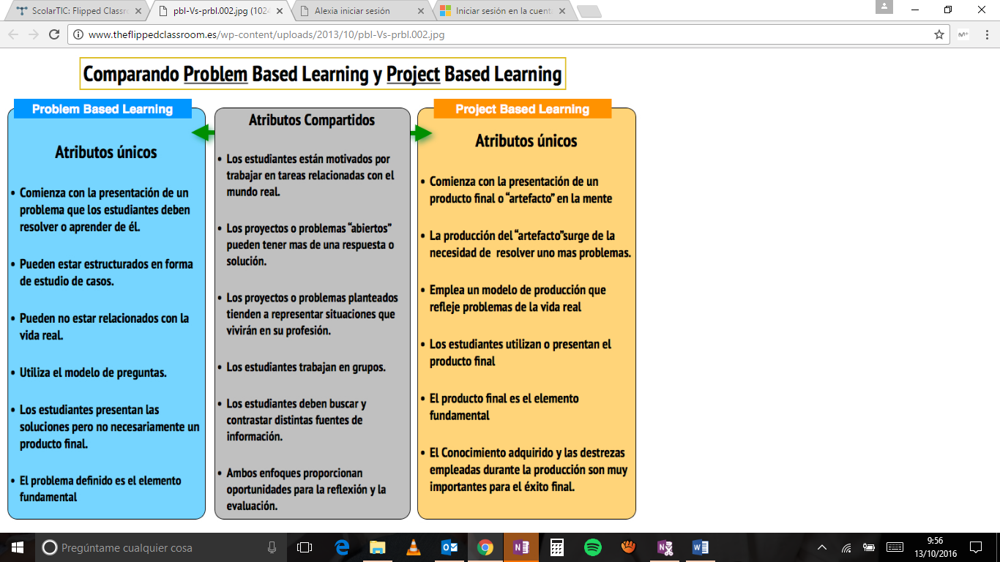 ScolarTIC: Flipped Classr
pbl-Vs-prbl.002.jpg (102
Alexia iniciar sesión
Iniciar sesión en la cuent
www.theflippedclassroom.es/wp-content/uploads/2013/10/pbl-Vs-prbl.002.jpg
Comparando Problem Based Learning y Project Based Learning
Problem Based Learning
Atributos únicos
• Comienza con la presentación de un
problema que los estudiantes deben
resolver o aprender de él.
• Pueden estar estructurados en forma
de estudio de casos.
• Pueden no estar relacionados con la
vida real.
• Utiliza el modelo de preguntas.
• Los estudiantes presentan las
soluciones pero no necesariamente un
producto final.
• El problema definido es el elemento
fundamental
Atributos Compartidos
• Los estudiantes están motivados por
trabajar en tareas relacionadas con el
mundo real.
• Los proyectos o problemas “abiertos”
pueden tener mas de una respuesta o
solución.
• Los proyectos o problemas planteados
tienden a representar situaciones que
vivirán en su profesión.
• Los estudiantes trabajan en grupos.
• Los estudiantes deben buscar y
contrastar distintas fuentes de
información.
• Ambos enfoques proporcionan
oportunidades para la reflexión y la
evaluación.
Project Based Learning
Atributos únicos
• Comienza con la presentación de un
producto final o “artefacto” en la mente
• La producción del “artefacto”surge de la
necesidad de resolver uno mas problemas.
• Emplea un modelo de producción que
refleje problemas de la vida real
• Los estudiantes utilizan o presentan el
producto final
• El producto final es el elemento
fundamental
• El Conocimiento adquirido y las destrezas
empleadas durante la producción son muy
importantes para el éxito final.
Pregúntame cualquier cosa
9:56
13/10/2016